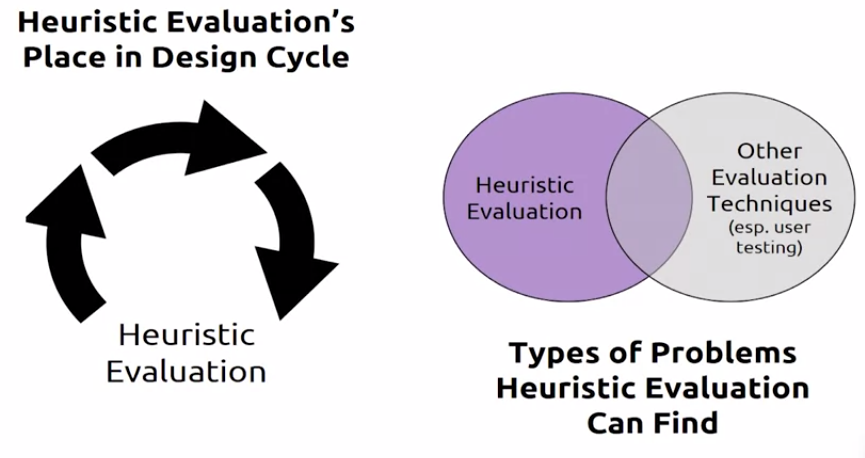 Heuristic Evaluation's
Place in Design Cycle
Heuristic
Evaluation
Heuristic
Evaluation
Other
Evaluation
Techniques
(esp. user
testing)
Types of Problems
Heuristic Evaluation
Can Find